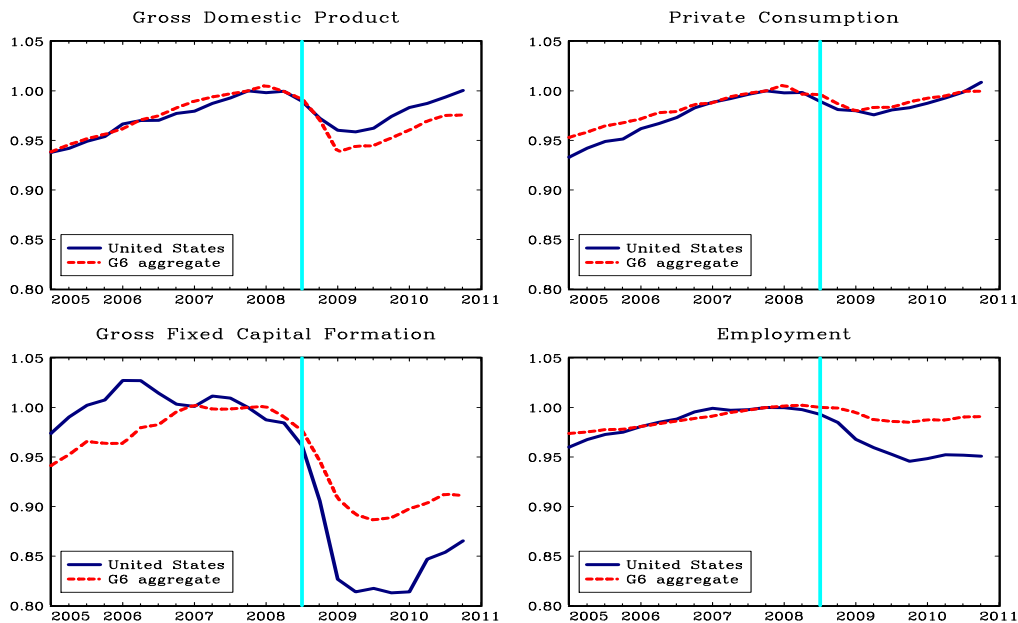 Gross Domestic Product
1.05
1.00
0.95
0.90
0.85
0.80
United States
G6 aggregate
2005 2006 2007 2008 2009 2010 2011
Private Consumption
1.05
1.00
0.95
0.90
0.85
0.80
United States
G6 aggregate
2005 2006 2007 2008 2009 2010 2011
Gross Fixed Capital Formation
1.05
1.00
0.95
0.90
0.85
0.80
United States
G6 aggregate
2005 2006 2007 2008 2009 2010 2011
Employment
1.05
1.00
0.95
0.90
0.85
0.80
United States
G6 aggregate
2005 2006 2007 2008 2009 2010 2011